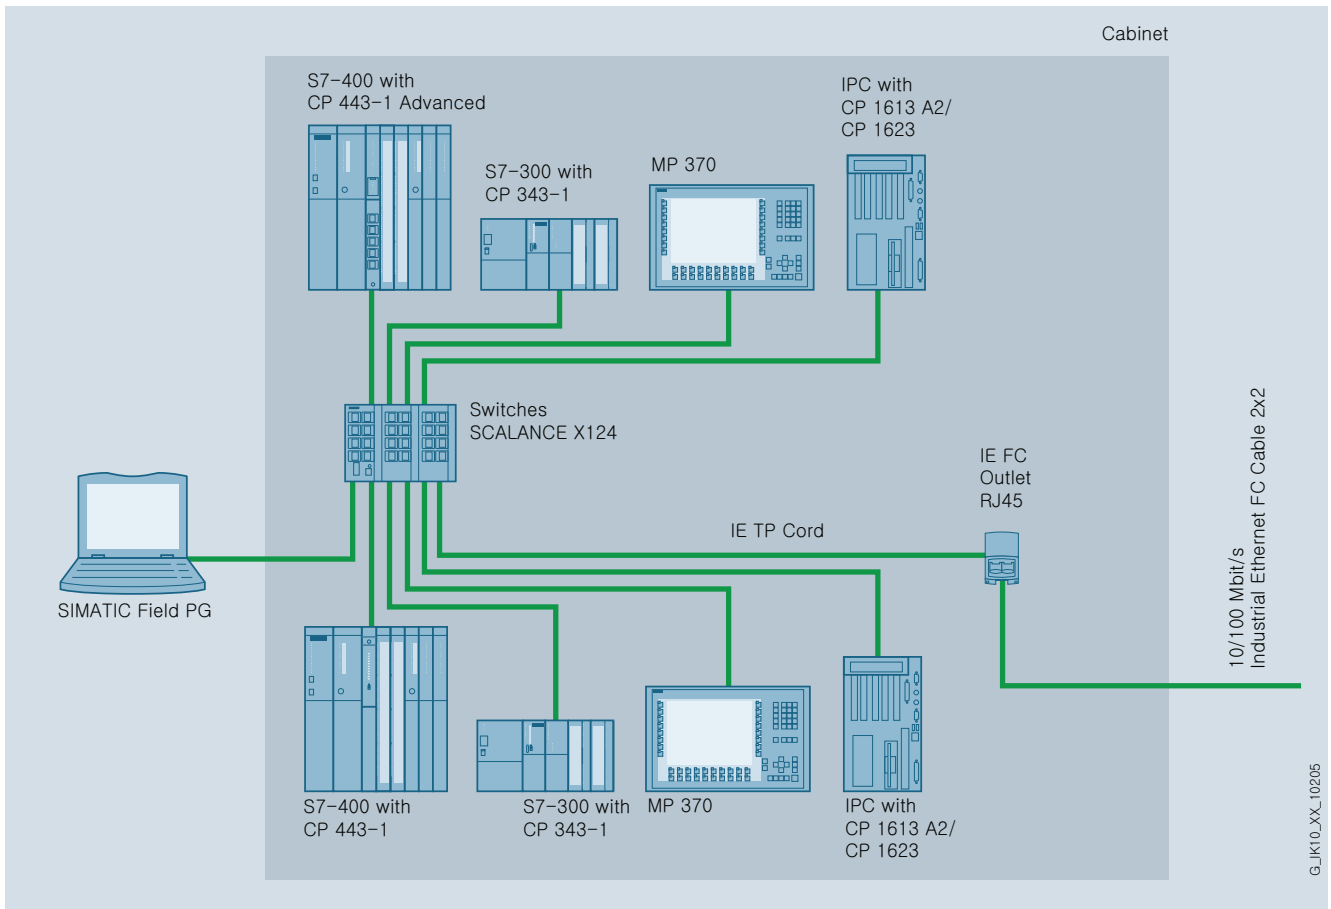 Cabinet
S7-400 with
CP 443-1 Advanced
IPC with
CP 1613 A2/
CP 1623
S7-300 with
CP 343-1
MP 370
Switches
SCALANCE X124
IE FC
Outlet
RJ45
IE TP Cord
10/100 Mbit/s
Industrial Ethernet FC Cable 2x2
SIMATIC Field PG
S7-400 with
CP 443-1
S7-300 with
CP 343-1
MP 370
IPC with
CP 1613 A2/
CP 1623
G_IK10_XX_10205